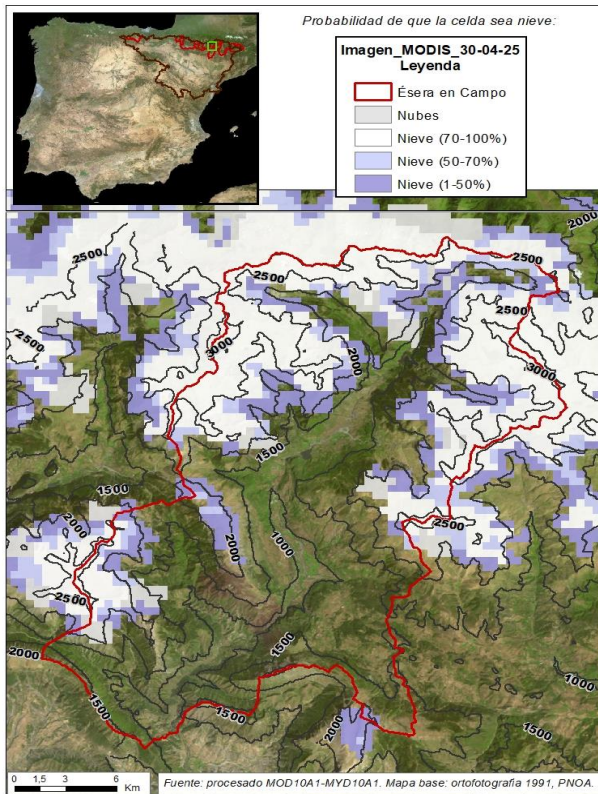 Probabilidad de que la celda sea nieve:
Imagen_MODIS_30-04-25
Leyenda
Ésera en Campo
Nubes
Nieve (70-100%)
Nieve (50-70%)
Nieve (1-50%)
2000
2500
2500
2500
2500
2500
3000
2000
3000
1500
1500
2500
2000
2000
1000
2500
2000
1500
1500
1500
2000
1000
1500
0 1,5 3 6
Km
Fuente: procesado MOD10A1-MYD10A1. Mapa base: ortofotografia 1991, PNOA.